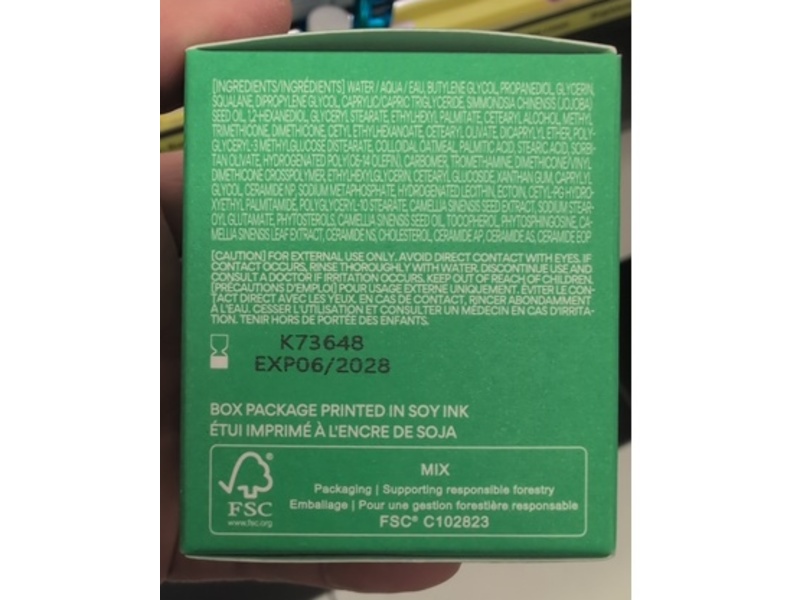 [INGREDIENTS/INGRÉDIENTS] WATER / AQUA / EAU, BUTYLENE GLYCOL, PROPANEDIOL, GLYCERIN,
SQUALANE, DIPROPYLENE GLYCOL, CAPRYLIC/CAPRIC TRIGLYCERIDE, SIMMONDSIA CHINENSIS (JOJOBA)
SEED OIL, 1,2-HEXANEDIOL, GLYCERYL STEARATE, ETHYLHEXYL PALMITATE, CETEARYL ALCOHOL, METHYL
TRIMETHICONE, DIMETHICONE, CETYL ETHYLHEXANOATE, CETEARYL OLIVATE, DICAPRYLYL ETHER, POLY-
GLYCERYL-3 METHYLGLUCOSE DISTEARATE, COLLOIDAL OATMEAL, PALMITIC ACID, STEARIC ACID, SORBI-
TAN OLIVATE, HYDROGENATED POLY(C6-14 OLEFIN), CARBOMER, TROMETHAMINE, DIMETHICONE/VINYL
DIMETHICONE CROSSPOLYMER, ETHYLHEXYLGLYCERIN, CETEARYL GLUCOSIDE, XANTHAN GUM, CAPRYLYL
GLYCOL, CERAMIDE NP, SODIUM METAPHOSPHATE, HYDROGENATED LECITHIN, ECTOIN, CETYL-PG HYDRO-
XYETHYL PALMITAMIDE, POLYGLYCERYL-10 STEARATE, CAMELLIA SINENSIS SEED EXTRACT, SODIUM STEAR-
OYL GLUTAMATE, PHYTOSTEROLS, CAMELLIA SINENSIS SEED OIL, TOCOPHEROL, PHYTOSPHINGOSINE, CA-
MELLIA SINENSIS LEAF EXTRACT, CERAMIDE NS, CHOLESTEROL, CERAMIDE AP, CERAMIDE AS, CERAMIDE EOP
[CAUTION] FOR EXTERNAL USE ONLY. AVOID DIRECT CONTACT WITH EYES. IF
CONTACT OCCURS, RINSE THOROUGHLY WITH WATER. DISCONTINUE USE AND
CONSULT A DOCTOR IF IRRITATION OCCURS. KEEP OUT OF REACH OF CHILDREN.
[PRÉCAUTIONS D'EMPLOI] POUR USAGE EXTERNE UNIQUEMENT. ÉVITER LE CON-
TACT DIRECT AVEC LES YEUX. EN CAS DE CONTACT, RINCER ABONDAMMENT
À L'EAU. CESSER L'UTILISATION ET CONSULTER UN MÉDECIN EN CAS D'IRRITA-
TION. TENIR HORS DE PORTÉE DES ENFANTS.
K73648
EXP06/2028
BOX PACKAGE PRINTED IN SOY INK
ÉTUI IMPRIMÉ À L'ENCRE DE SOJA
FSC
www.fsc.org
MIX
Packaging | Supporting responsible forestry
Emballage | Pour une gestion forestière responsable
FSC® C102823